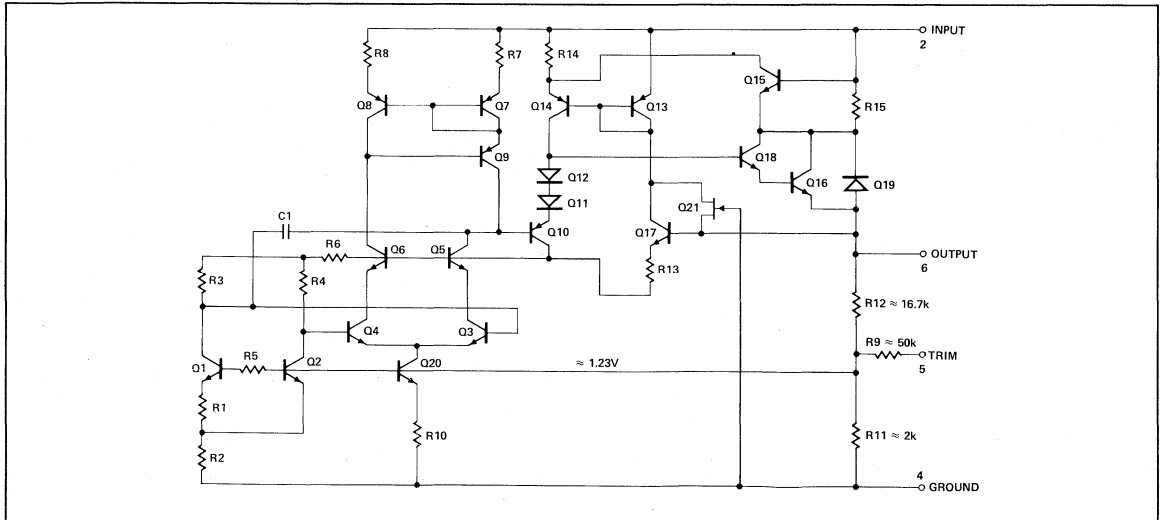 INPUT
2
R8
R7
R14
Q15
Q8
Q7
Q14
Q13
R15
Q9
Q18
Q12
Q16
Q19
Q11
Q21
C1
Q10
Q17
R6
Q6
Q5
OUTPUT
6
R3
R4
R13
R12 ≈ 16.7k
Q4
Q3
R9 ≈ 50k
TRIM
5
Q1
R5
Q2
Q20
≈ 1.23V
R1
R10
R11 ≈ 2k
R2
4
GROUND